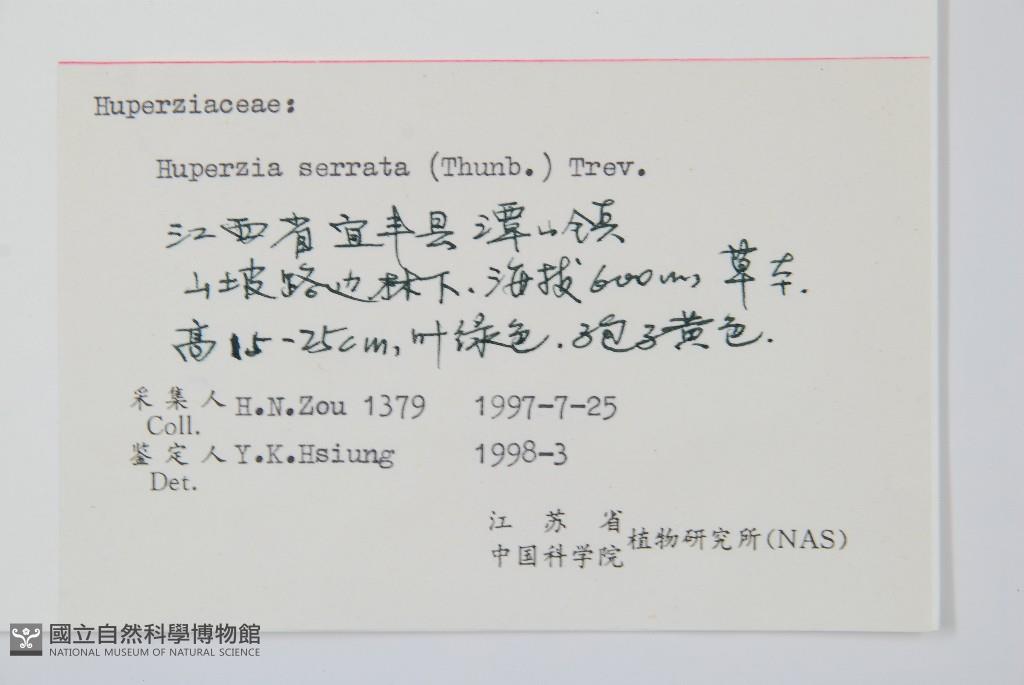 Huperziaceae:
Huperzia serrata (Thunb.) Trev.
江西省宜丰县潭山镇
山坡路边林下.海拔600m,草本.
高15-25cm,叶绿色.孢子黄色.
采集人 H.N.Zou 1379 1997-7-25
Coll.
鉴定人 Y.K.Hsiung 1998-3
Det.
江苏省
中国科学院 植物研究所(NAS)
國立自然科學博物館
NATIONAL MUSEUM OF NATURAL SCIENCE